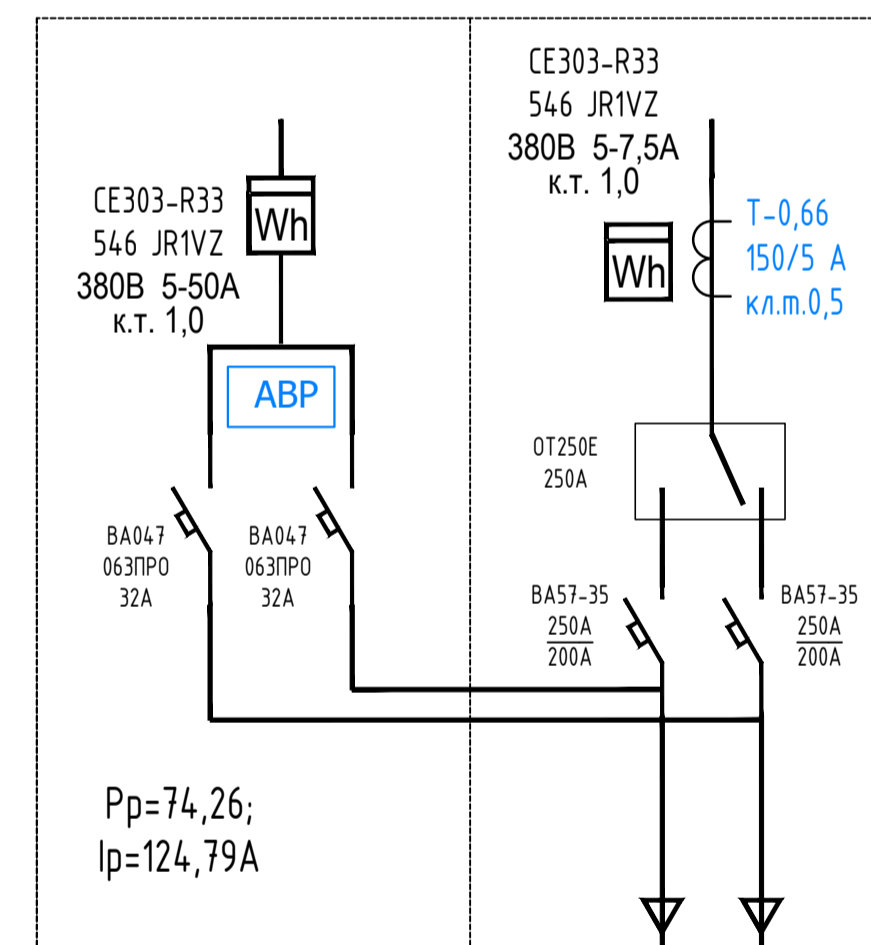 CE303-R33
546 JR1VZ
380В 5-50А
к.т. 1,0
Wh
АВР
ВА047
063ПРО
32А
ВА047
063ПРО
32А
Рр=74,26;
Iр=124,79А
CE303-R33
546 JR1VZ
380В 5-7,5А
к.т. 1,0
Wh
Т-0,66
150/5 А
кл.т.0,5
ОТ250Е
250А
ВА57-35
250А
200А
ВА57-35
250А
200А